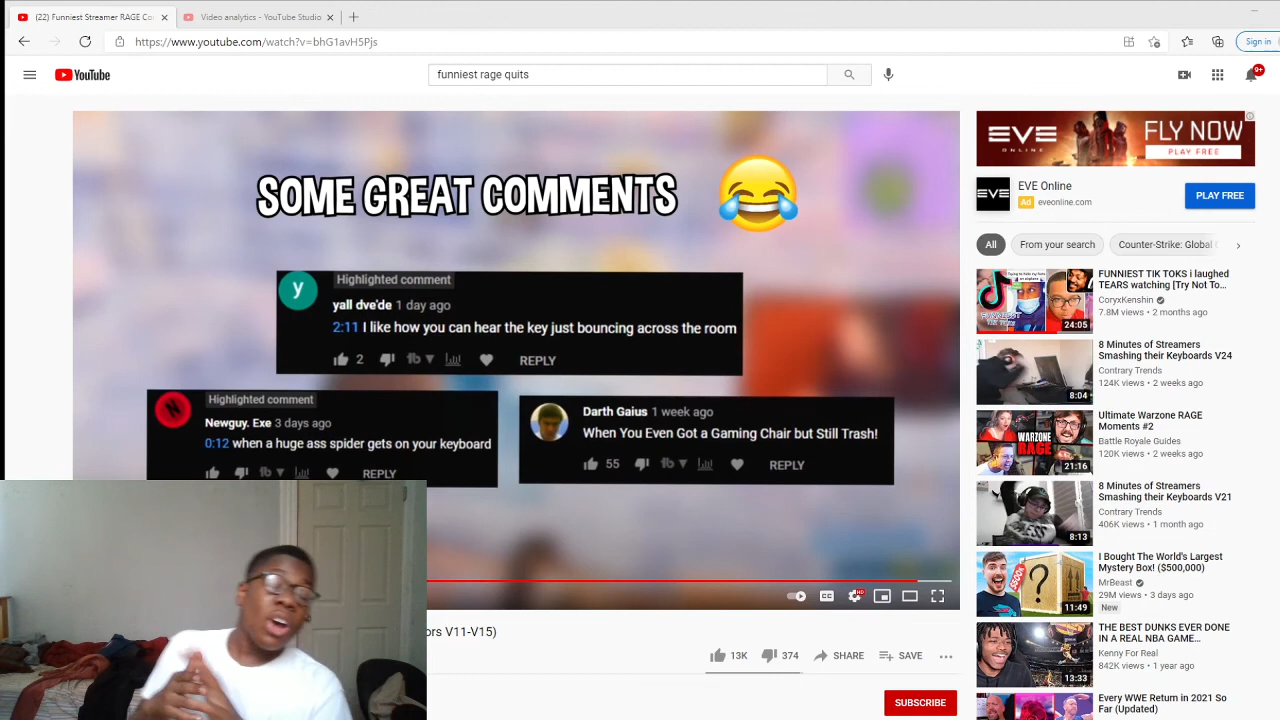 (22) Funniest Streamer RAGE Co
Video analytics - YouTube Studio
https://www.youtube.com/watch?v=bhG1avH5Pjs
Sign in
YouTube
funniest rage quits
9+
SOME GREAT COMMENTS
Highlighted comment
yall dve'de 1 day ago
2:11 I like how you can hear the key just bouncing across the room
2
REPLY
Highlighted comment
Newguy. Exe 3 days ago
0:12 when a huge ass spider gets on your keyboard
REPLY
Darth Gaius 1 week ago
When You Even Got a Gaming Chair but Still Trash!
55
REPLY
CC
HD
ors V11-V15)
13K
374
SHARE
SAVE
SUBSCRIBE
EVE
ONLINE
FLY NOW
PLAY FREE
EVE
EVE Online
Ad eveonline.com
PLAY FREE
All
From your search
Counter-Strike: Global
FUNNIEST TIK TOKS i laughed
TEARS watching [Try Not To...
CoryxKenshin
7.8M views • 2 months ago
24:05
8 Minutes of Streamers
Smashing their Keyboards V24
Contrary Trends
124K views • 2 weeks ago
8:04
Ultimate Warzone RAGE
Moments #2
Battle Royale Guides
120K views • 2 weeks ago
WARZONE
RAGE
21:16
8 Minutes of Streamers
Smashing their Keyboards V21
Contrary Trends
406K views • 1 month ago
8:13
I Bought The World's Largest
Mystery Box! ($500,000)
MrBeast
29M views • 3 days ago
New
11:49
THE BEST DUNKS EVER DONE
IN A REAL NBA GAME...
Kenny For Real
842K views • 1 year ago
13:33
Every WWE Return in 2021 So
Far (Updated)